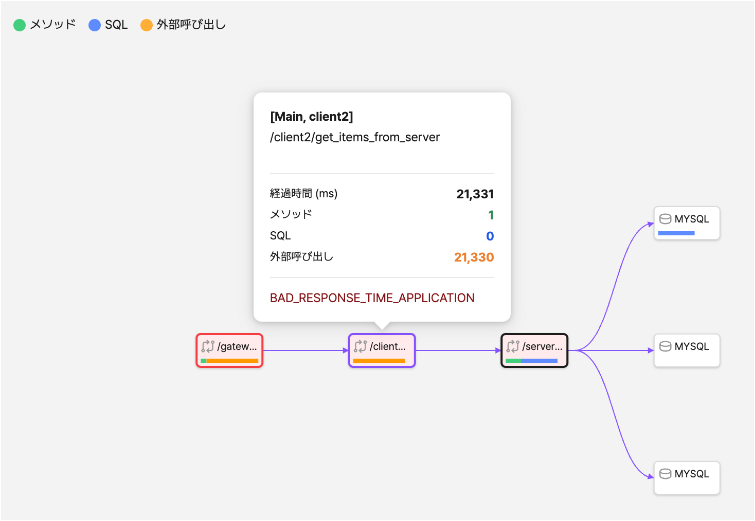 メソッド SQL 外部呼び出し
[Main, client2]
/client2/get_items_from_server
経過時間 (ms) 21,331
メソッド 1
SQL 0
外部呼び出し 21,330
BAD_RESPONSE_TIME_APPLICATION
MYSQL
/gatew...
/client...
/server...
MYSQL
MYSQL